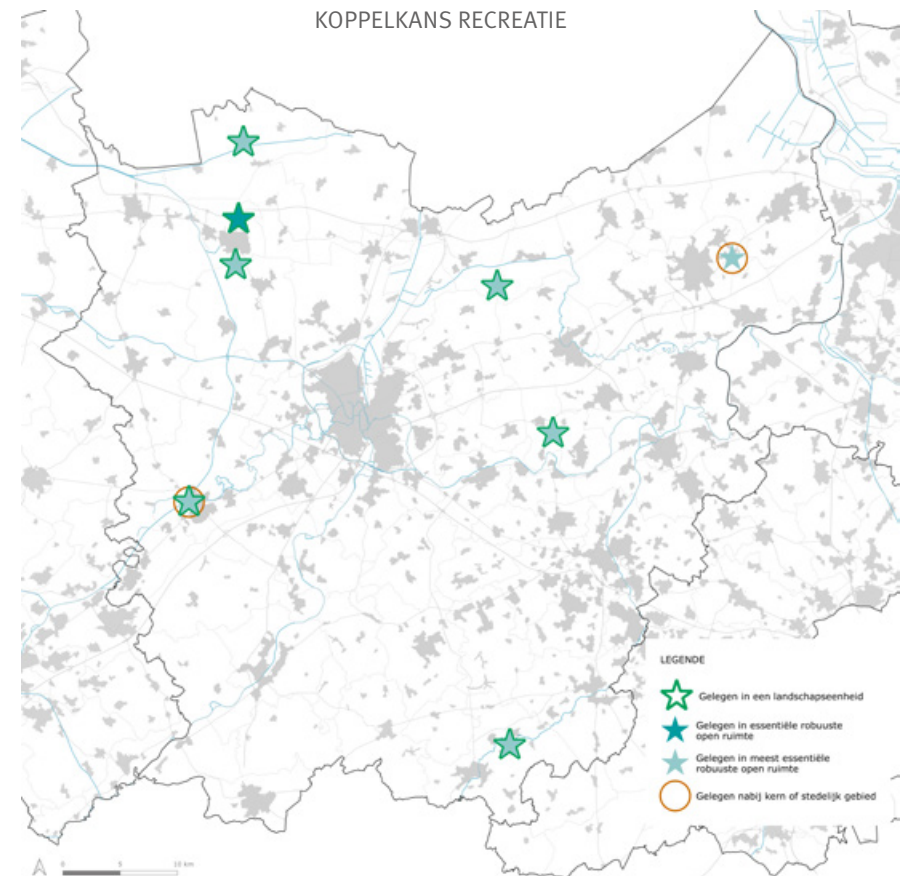 KOPPELKANS RECREATIE
LEGENDE
Gelegen in een landschapseenheid
Gelegen in essentiële robuuste
open ruimte
Gelegen in meest essentiële
robuuste open ruimte
Gelegen nabij kern of stedelijk gebied
0 5 10 km